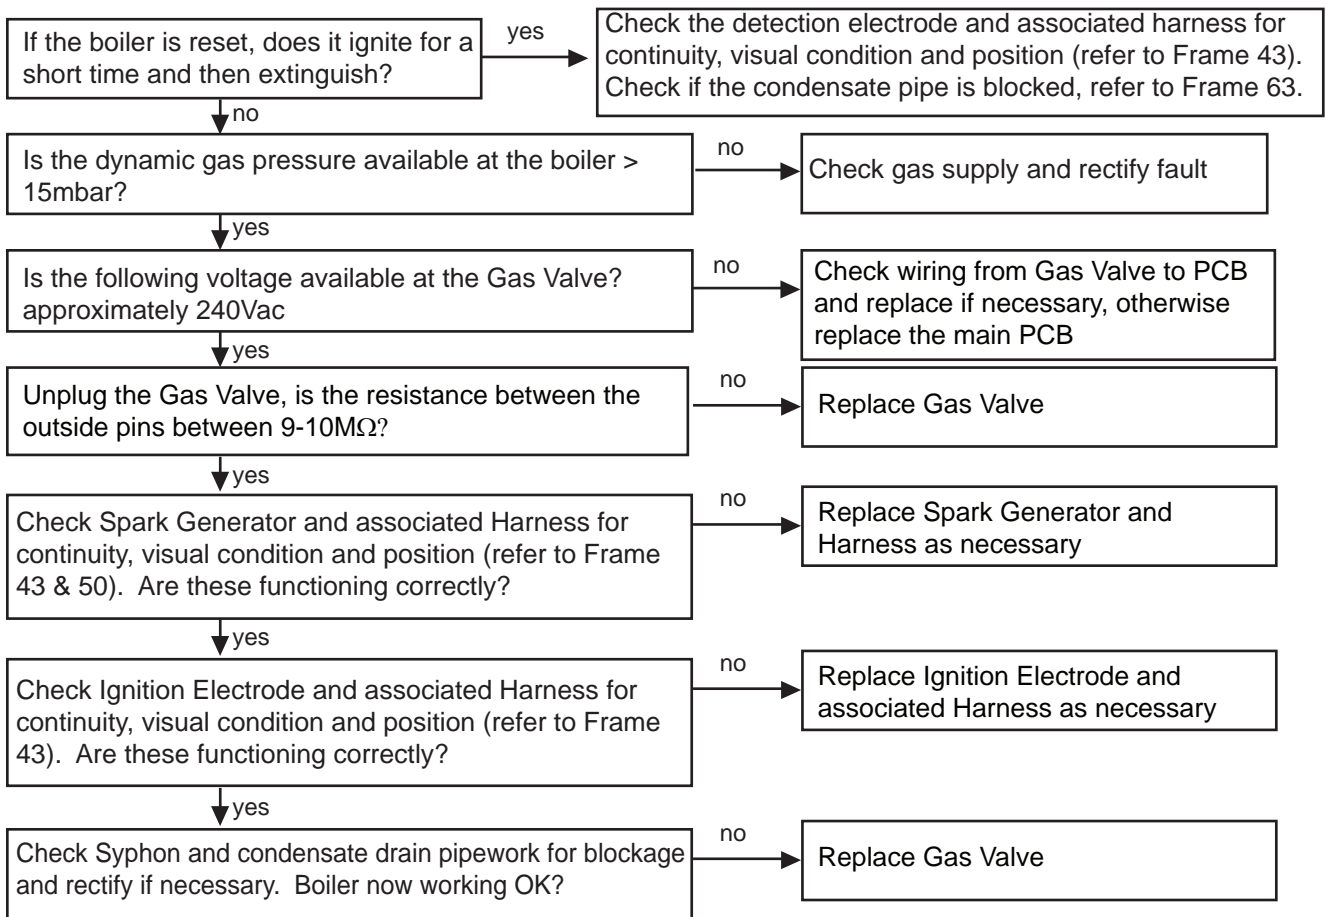 If the boiler is reset, does it ignite for a
short time and then extinguish?
yes
Check the detection electrode and associated harness for
continuity, visual condition and position (refer to Frame 43).
Check if the condensate pipe is blocked, refer to Frame 63.
no
Is the dynamic gas pressure available at the boiler >
15mbar?
no
Check gas supply and rectify fault
yes
Is the following voltage available at the Gas Valve?
approximately 240Vac
no
Check wiring from Gas Valve to PCB
and replace if necessary, otherwise
replace the main PCB
yes
Unplug the Gas Valve, is the resistance between the
outside pins between 9-10MΩ?
no
Replace Gas Valve
yes
Check Spark Generator and associated Harness for
continuity, visual condition and position (refer to Frame
43 & 50).  Are these functioning correctly?
no
Replace Spark Generator and
Harness as necessary
yes
Check Ignition Electrode and associated Harness for
continuity, visual condition and position (refer to Frame
43).  Are these functioning correctly?
no
Replace Ignition Electrode and
associated Harness as necessary
yes
Check Syphon and condensate drain pipework for blockage
and rectify if necessary.  Boiler now working OK?
no
Replace Gas Valve